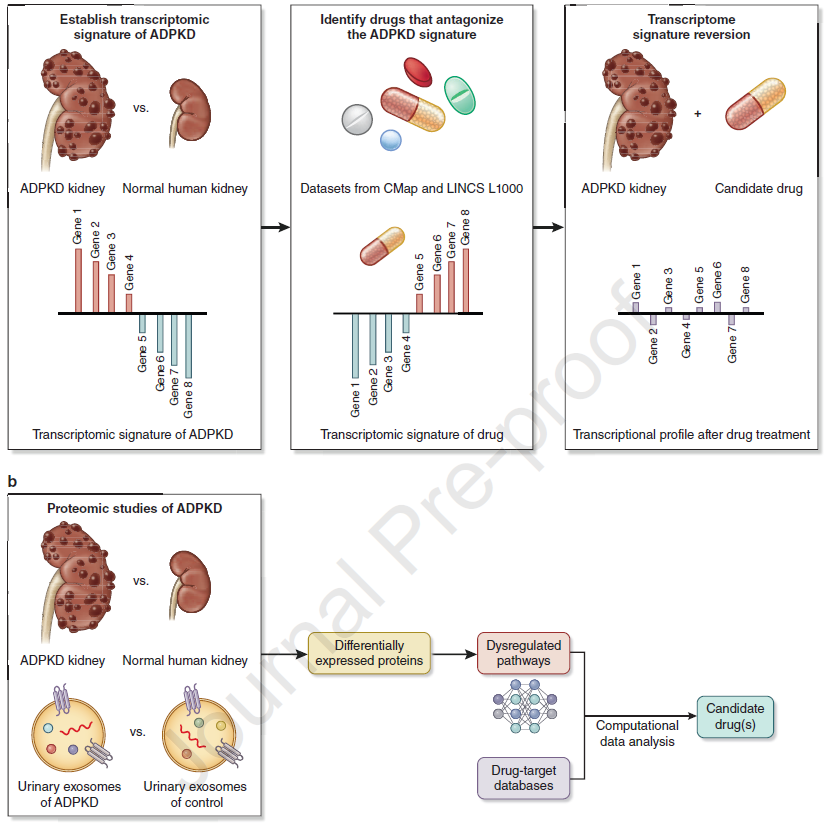 Establish transcriptomic
signature of ADPKD
vs.
ADPKD kidney
Normal human kidney
Gene 1
Gene 2
Gene 3
Gene 4
Gene 5
Gene 6
Gene 7
Gene 8
Transcriptomic signature of ADPKD
Identify drugs that antagonize
the ADPKD signature
Datasets from CMap and LINCS L1000
Gene 1
Gene 2
Gene 3
Gene 4
Gene 5
Gene 6
Gene 7
Gene 8
Transcriptomic signature of drug
Transcriptome
signature reversion
+
ADPKD kidney
Candidate drug
Gene 1
Gene 2
Gene 3
Gene 4
Gene 5
Gene 6
Gene 7
Gene 8
Transcriptional profile after drug treatment
b
Proteomic studies of ADPKD
vs.
ADPKD kidney
Normal human kidney
vs.
Urinary exosomes
of ADPKD
Urinary exosomes
of control
Differentially
expressed proteins
Dysregulated
pathways
Drug-target
databases
Computational
data analysis
Candidate
drug(s)
Journal Pre-proof